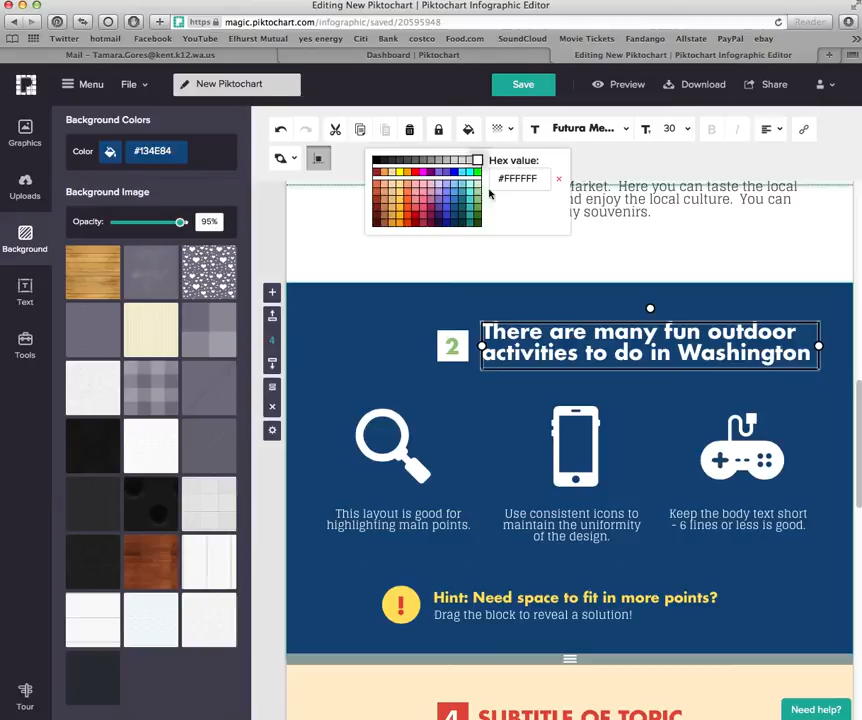 Editing New Piktochart | Piktochart Infographic Editor
https magic.piktochart.com/infographic/saved/20595948
Reader
Twitter hotmail Facebook YouTube Elhurst Mutual yes energy Citi Bank costco Food.com SoundCloud Movie Tickets Fandango Allstate PayPal ebay
Mail – Tamara.Gores@kent.k12.wa.us
Dashboard | Piktochart
Editing New Piktochart | Piktochart Infographic Editor
Menu File New Piktochart Save Preview Download Share
Graphics
Uploads
Background
Text
Tools
Tour
Background Colors
Color #134E84
Background Image
Opacity: 95%
T Futura Me... T. 30 B I
Hex value:
#FFFFFF
Market. Here you can taste the local
nd enjoy the local culture. You can
y souvenirs.
4
2
There are many fun outdoor
activities to do in Washington
This layout is good for
highlighting main points.
Use consistent icons to
maintain the uniformity
of the design.
Keep the body text short
- 6 lines or less is good.
! Hint: Need space to fit in more points?
Drag the block to reveal a solution!
4 SUBTITLE OF TOPIC
Need help?